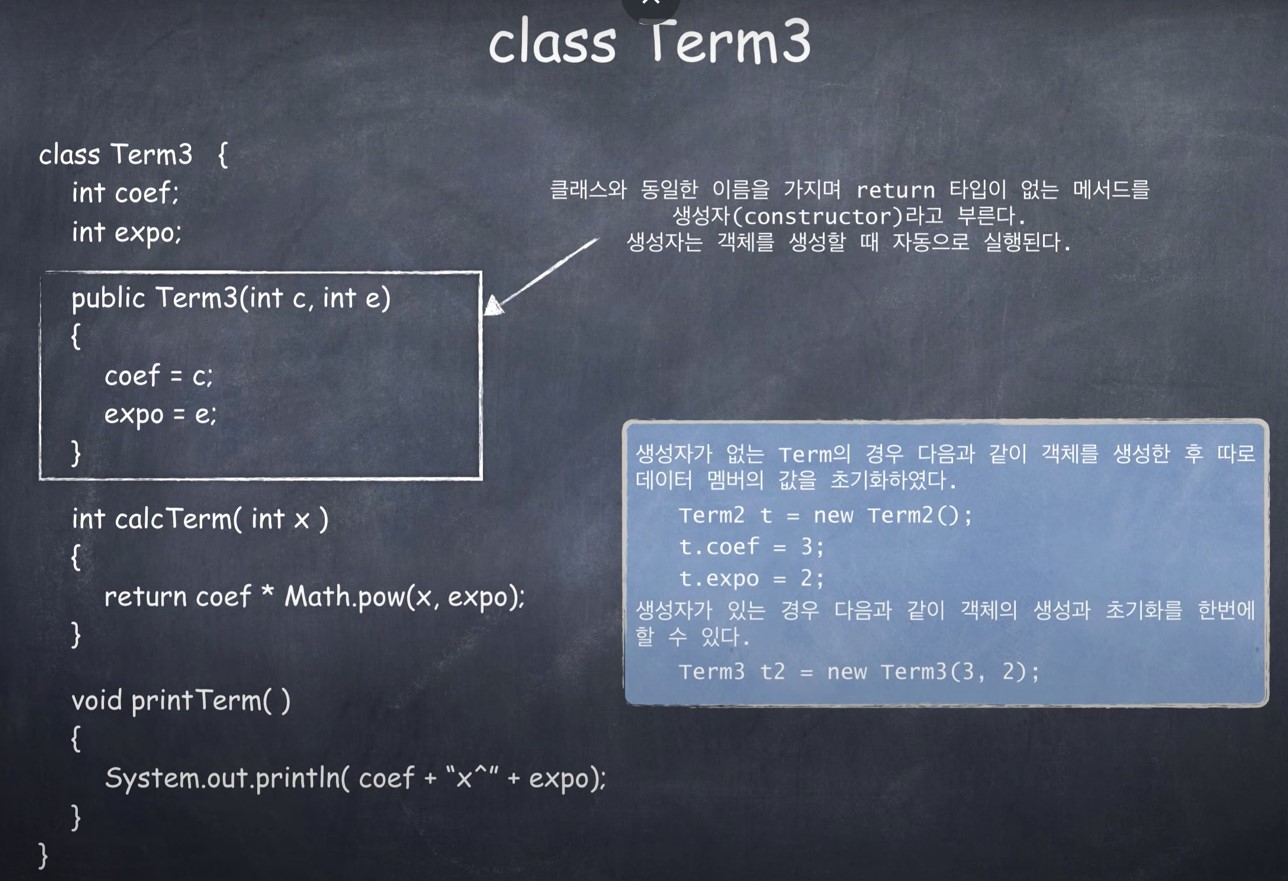 class Term3
class Term3 {
int coef;
int expo;
public Term3(int c, int e)
{
coef = c;
expo = e;
}
int calcTerm( int x )
{
return coef * Math.pow(x, expo);
}
void printTerm( )
{
System.out.println( coef + “x^” + expo);
}
}
클래스와 동일한 이름을 가지며 return 타입이 없는 메서드를
생성자(constructor)라고 부른다.
생성자는 객체를 생성할 때 자동으로 실행된다.
생성자가 없는 Term의 경우 다음과 같이 객체를 생성한 후 따로
데이터 멤버의 값을 초기화하였다.
Term2 t = new Term2();
t.coef = 3;
t.expo = 2;
생성자가 있는 경우 다음과 같이 객체의 생성과 초기화를 한번에
할 수 있다.
Term3 t2 = new Term3(3, 2);